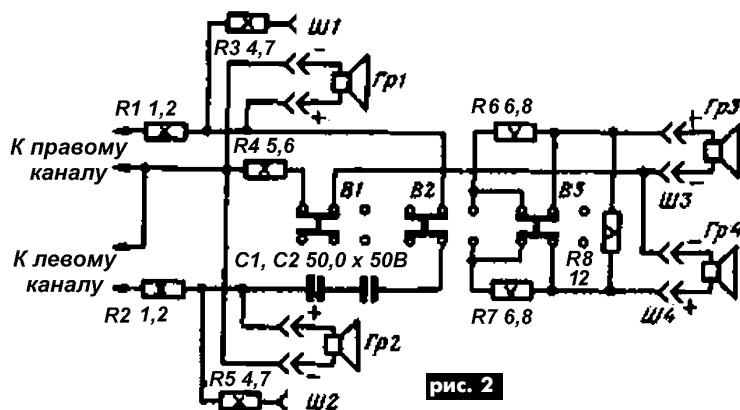 Ш1
R3 4,7
Гр1
R1 1,2
R4 5,6
R6 6,8
Гр3
К правому
каналу
В1
В2
В3
Ш3
К левому
каналу
С1, С2 50,0 x 50В
R8
12
Гр4
R2 1,2
Гр2
R7 6,8
Ш4
R5 4,7
Ш2
рис. 2